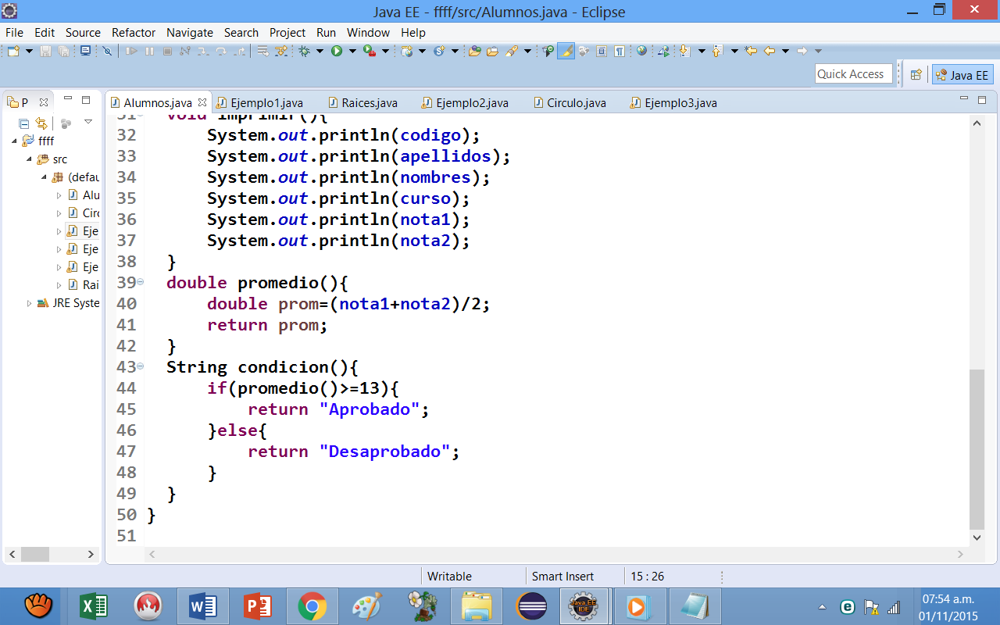 Java EE - ffff/src/Alumnos.java - Eclipse
File Edit Source Refactor Navigate Search Project Run Window Help
Quick Access
Java EE
P
Alumnos.java Ejemplo1.java Raices.java Ejemplo2.java Circulo.java Ejemplo3.java
ffff
src
(defau
Alu
Circ
Eje
Eje
Eje
Rai
JRE Syste
31 void imprimir(){
32 System.out.println(codigo);
33 System.out.println(apellidos);
34 System.out.println(nombres);
35 System.out.println(curso);
36 System.out.println(nota1);
37 System.out.println(nota2);
38 }
39 double promedio(){
40 double prom=(nota1+nota2)/2;
41 return prom;
42 }
43 String condicion(){
44 if(promedio()>=13){
45 return "Aprobado";
46 }else{
47 return "Desaprobado";
48 }
49 }
50 }
51
Writable Smart Insert 15 : 26
Java EE
IDE
07:54 a.m.
01/11/2015